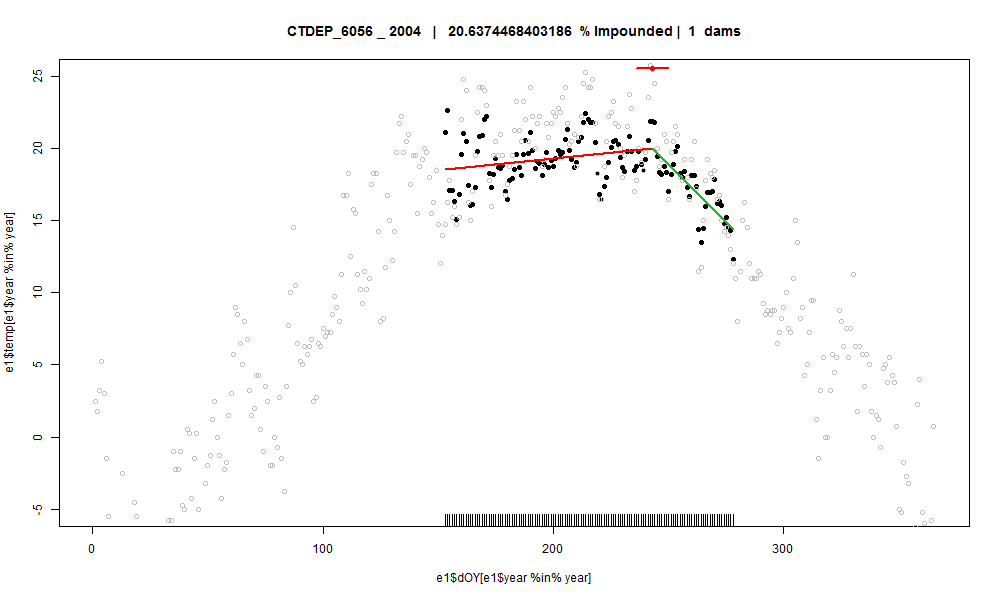 CTDEP_6056 _ 2004 | 20.6374468403186 % Impounded | 1 dams
25
20
15
10
5
0
-5
e1$temp[e1$year %in% year]
0 100 200 300
e1$dOY[e1$year %in% year]